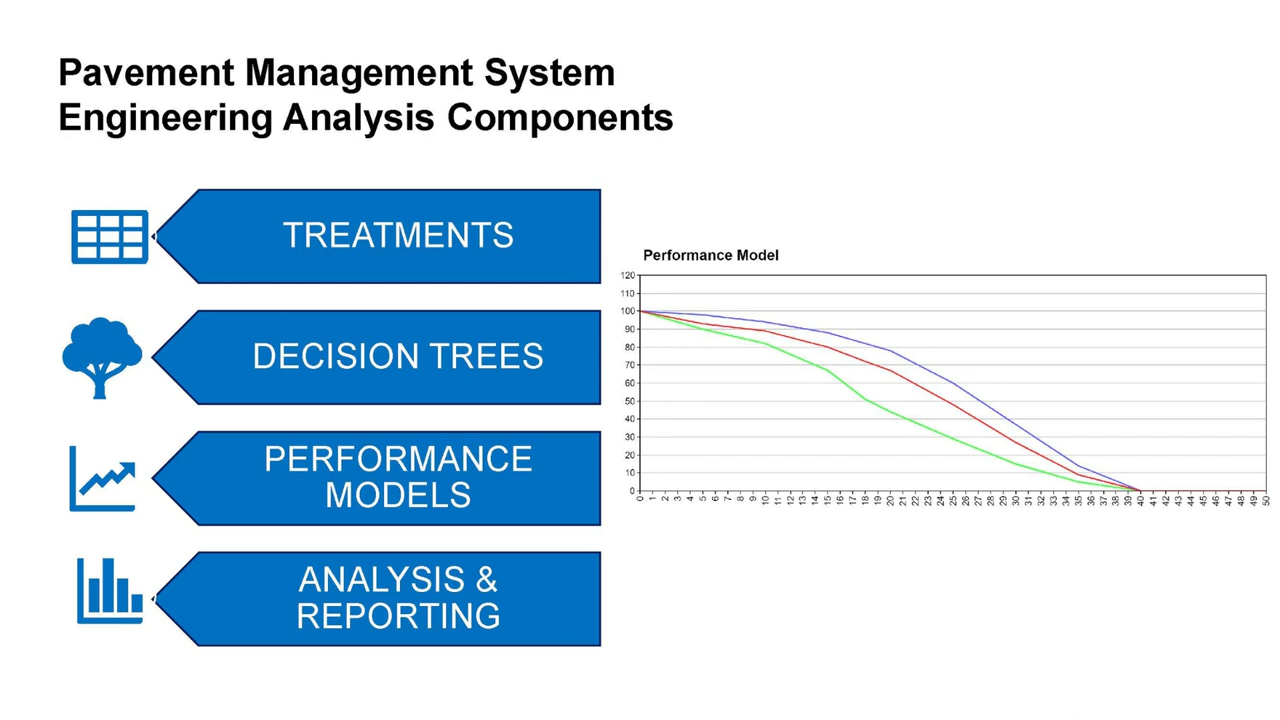 Pavement Management System
Engineering Analysis Components
TREATMENTS
DECISION TREES
PERFORMANCE
MODELS
ANALYSIS &
REPORTING
Performance Model
120
110
100
90
80
70
60
50
40
30
20
10
0
0 1 2 3 4 5 6 7 8 9 10 11 12 13 14 15 16 17 18 19 20 21 22 23 24 25 26 27 28 29 30 31 32 33 34 35 36 37 38 39 40 41 42 43 44 45 46 47 48 49 50